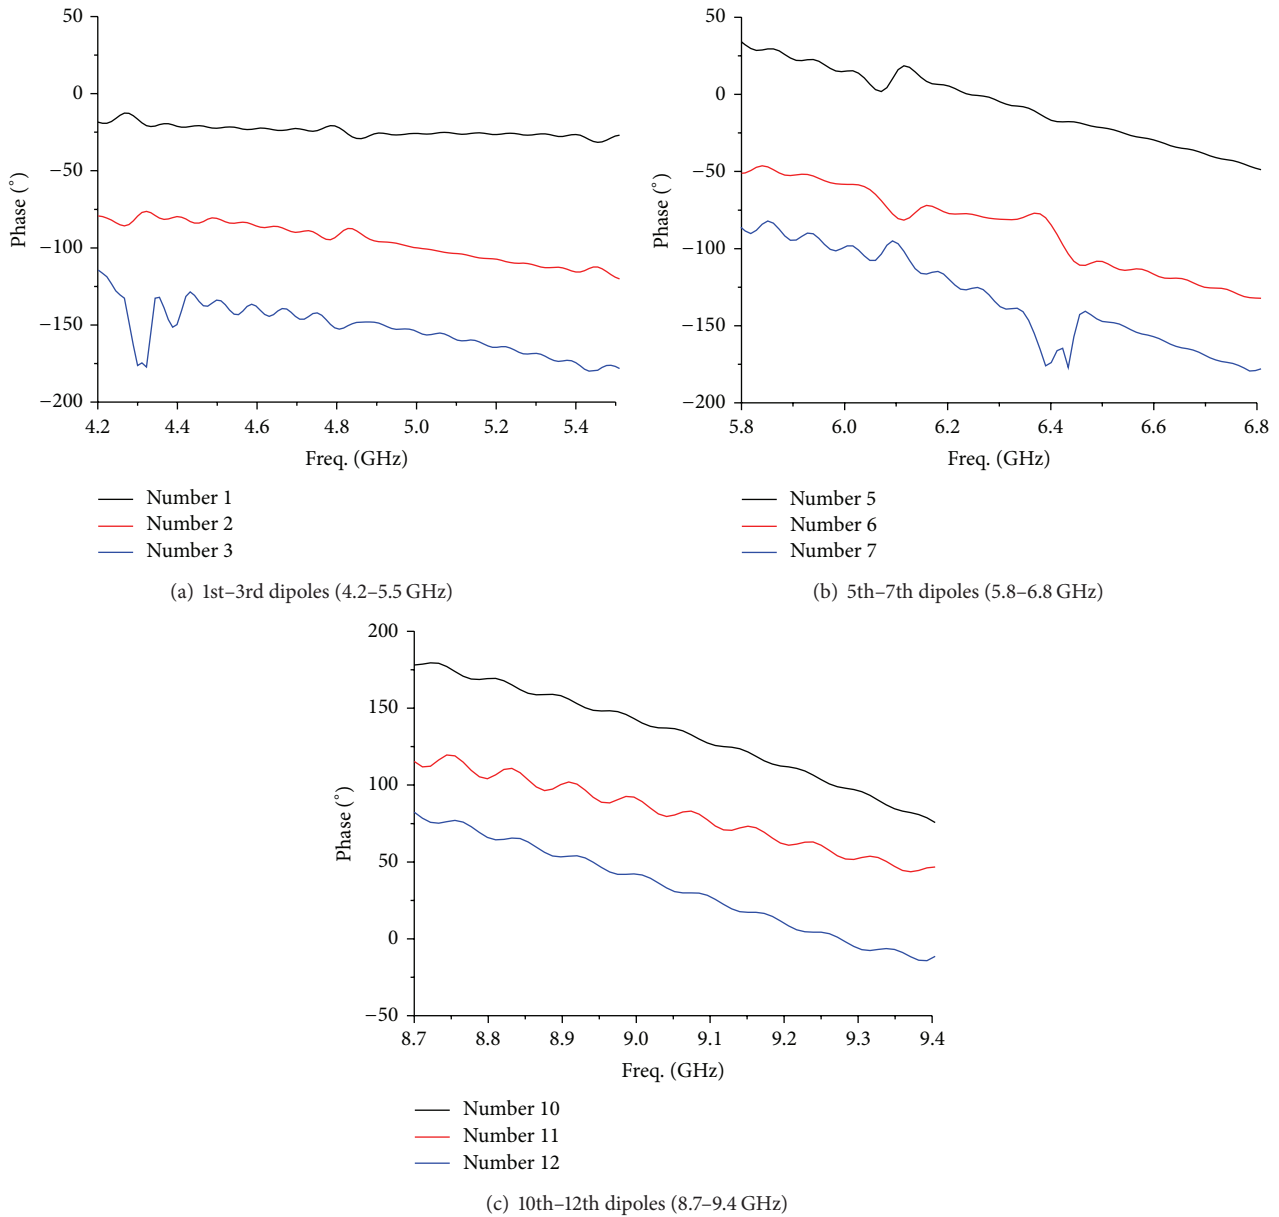 50
0
−50
−100
−150
−200
Phase (°)
4.2 4.4 4.6 4.8 5.0 5.2 5.4
Freq. (GHz)
Number 1
Number 2
Number 3
(a) 1st–3rd dipoles (4.2–5.5 GHz)
50
0
−50
−100
−150
−200
Phase (°)
5.8 6.0 6.2 6.4 6.6 6.8
Freq. (GHz)
Number 5
Number 6
Number 7
(b) 5th–7th dipoles (5.8–6.8 GHz)
200
150
100
50
0
−50
Phase (°)
8.7 8.8 8.9 9.0 9.1 9.2 9.3 9.4
Freq. (GHz)
Number 10
Number 11
Number 12
(c) 10th–12th dipoles (8.7–9.4 GHz)